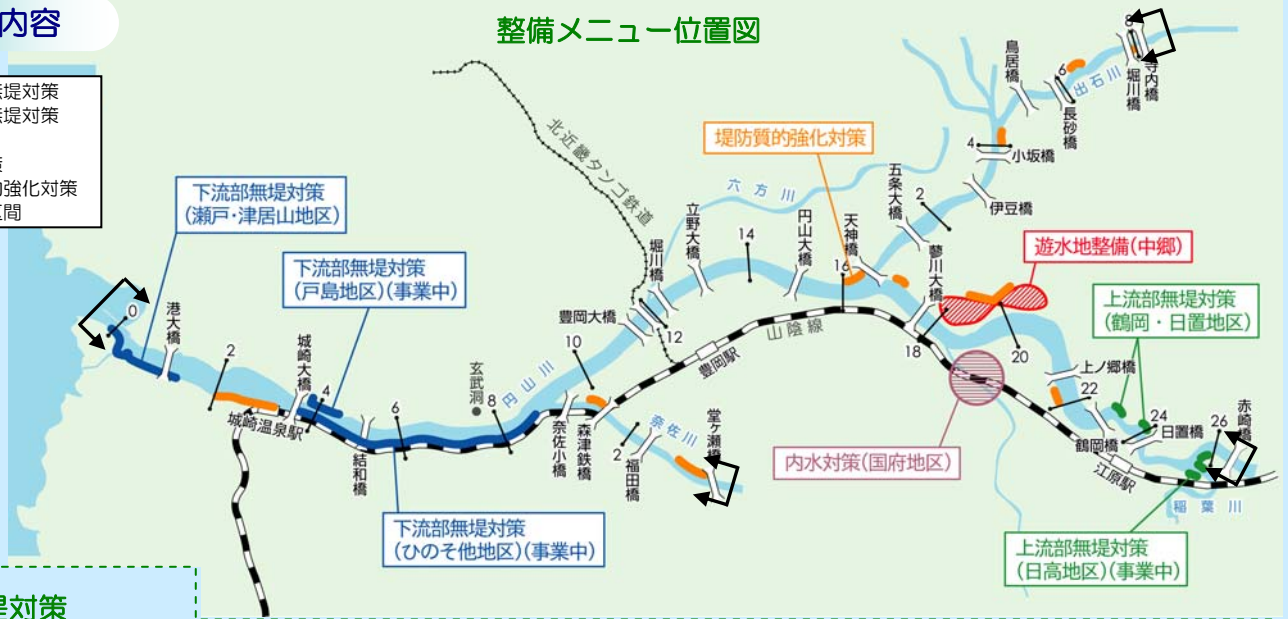 内容
整備メニュー位置図
堤対策
堤対策
強化対策
間
下流部無堤対策
(瀬戸・津居山地区)
下流部無堤対策
(戸島地区)(事業中)
下流部無堤対策
(ひのそ他地区)(事業中)
堤防質的強化対策
遊水地整備(中郷)
上流部無堤対策
(鶴岡・日置地区)
内水対策(国府地区)
上流部無堤対策
(日高地区)(事業中)
北近畿タンゴ鉄道
六方川
出石川
円山川
奈佐川
稲葉川
山陰線
玄武洞
城崎温泉駅
豊岡駅
江原駅
港大橋
城崎大橋
結和橋
奈佐小橋
森津鉄橋
福田橋
堂ヶ瀬橋
豊岡大橋
堀川橋
立野大橋
円山大橋
天神橋
五条大橋
蓼川大橋
伊豆橋
小坂橋
鳥居橋
長砂橋
堀川橋
寺内橋
上ノ郷橋
鶴岡橋
日置橋
赤崎橋
0
2
4
6
8
10
12
14
16
18
20
22
24
26
2
2
4
6
8
堤対策